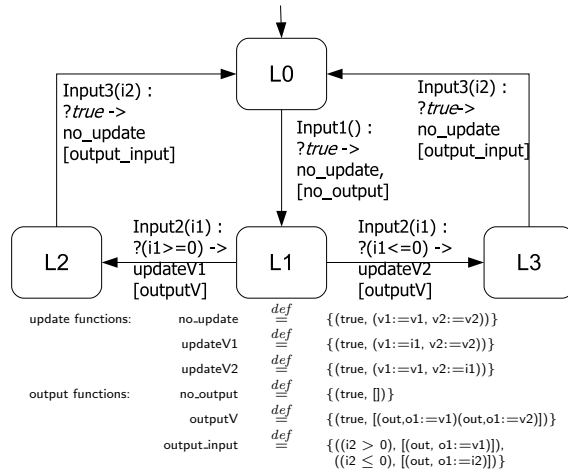 L0
Input3(i2) :
?true ->
no_update
[output_input]
Input1() :
?true ->
no_update,
[no_output]
Input3(i2) :
?true->
no_update
[output_input]
Input2(i1) :
?(i1>=0) ->
updateV1
[outputV]
Input2(i1) :
?(i1<=0) ->
updateV2
[outputV]
L2
L1
L3
update functions: no_update def = {(true, (v1:=v1, v2:=v2))}
updateV1 def = {(true, (v1:=i1, v2:=v2))}
updateV2 def = {(true, (v1:=v1, v2:=i1))}
output functions: no_output def = {(true, [])}
outputV def = {(true, [(out,o1:=v1)(out,o1:=v2)])}
output_input def = {((i2 > 0), [(out, o1:=v1)]),
((i2 ≤ 0), [(out, o1:=i2)])}